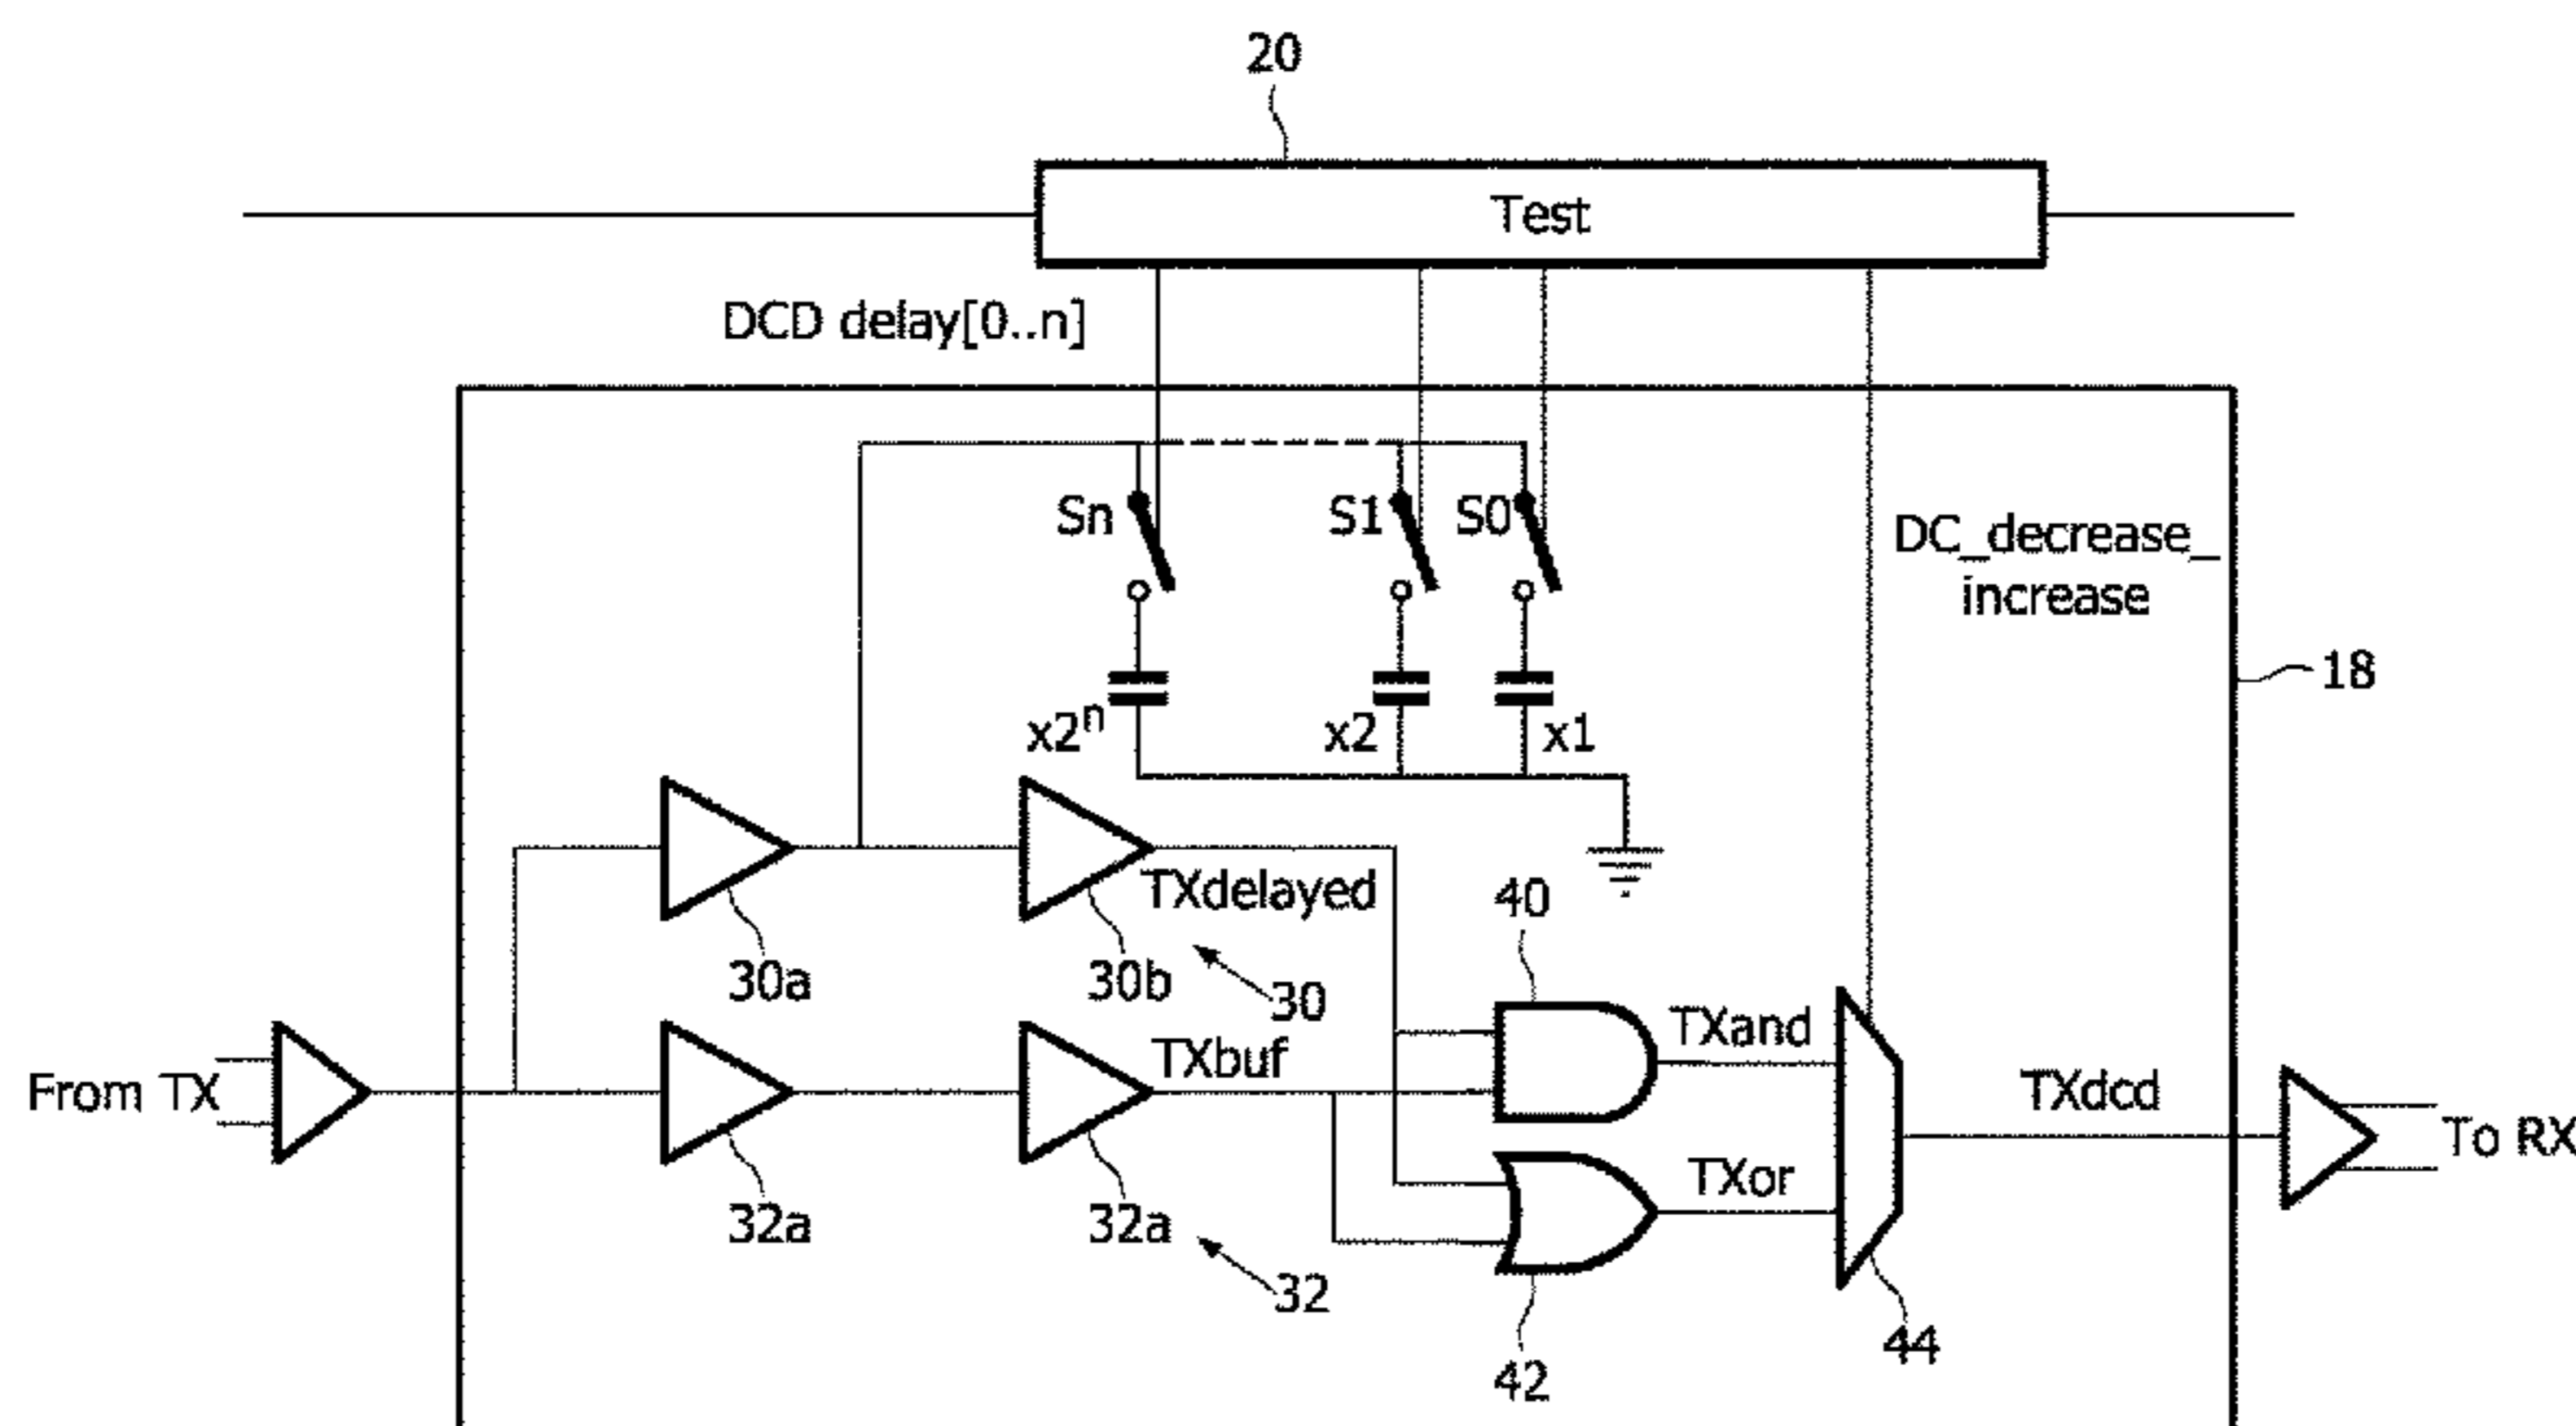 20
Test
DCD delay[0..n]
Sn
S1
S0
DC_decrease_
increase
18
x2ⁿ
x2
x1
TXdelayed
40
30a
30b
30
TXand
TXbuf
From TX
TXdcd
To RX
TXor
32a
32a
32
44
42